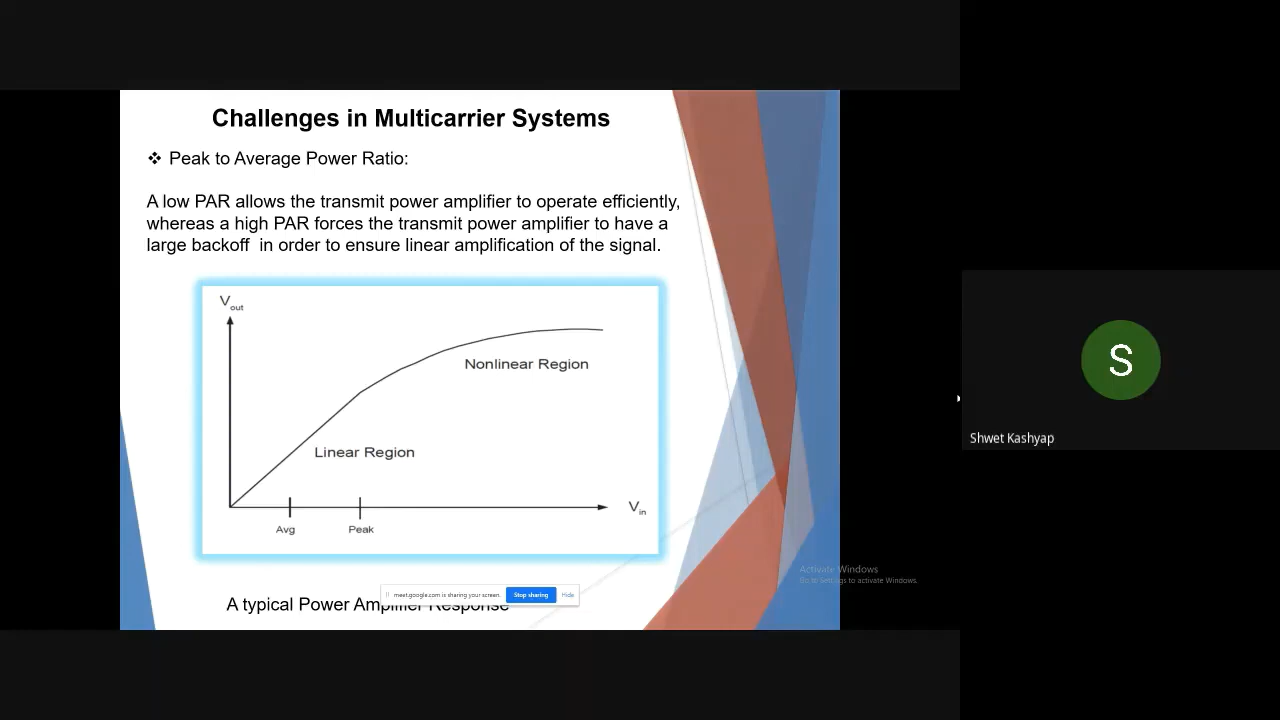 Challenges in Multicarrier Systems
❖ Peak to Average Power Ratio:
A low PAR allows the transmit power amplifier to operate efficiently,
whereas a high PAR forces the transmit power amplifier to have a
large backoff in order to ensure linear amplification of the signal.
Vout
Nonlinear Region
Linear Region
Vin
Avg
Peak
A typical Power Amplifier Response
meet.google.com is sharing your screen.
Stop sharing
Hide
Activate Windows
Go to Settings to activate Windows.
S
Shwet Kashyap